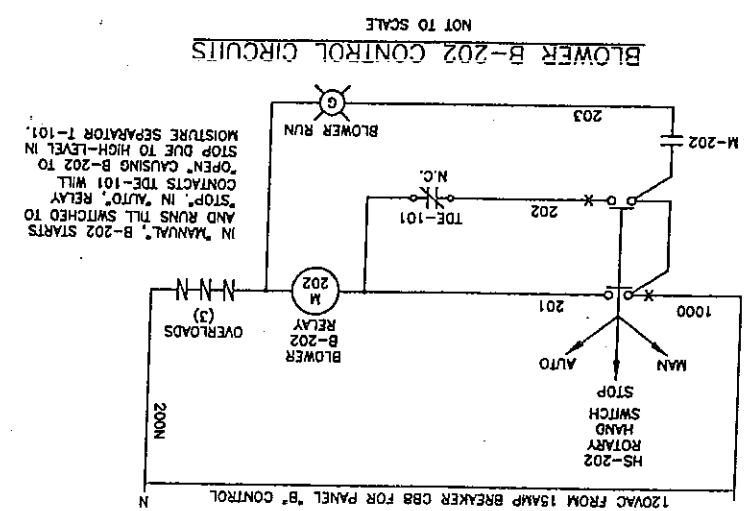 120VAC FROM 15AMP BREAKER CB8 FOR PANEL "B" CONTROL
N
HS-202
ROTARY
HAND
SWITCH
STOP
MAN
AUTO
200N
1000
201
BLOWER
B-202
RELAY
M
202
OVERLOADS
(3)
202
TDE-101
N.C.
M-202
203
BLOWER RUN
G
"IN "MANUAL", B-202 STARTS
AND RUNS TILL SWITCHED TO
"STOP". IN "AUTO", RELAY
CONTACTS TDE-101 WILL
"OPEN" CAUSING B-202 TO
STOP DUE TO HIGH-LEVEL IN
MOISTURE SEPARATOR T-101.
BLOWER B-202 CONTROL CIRCUITS
NOT TO SCALE